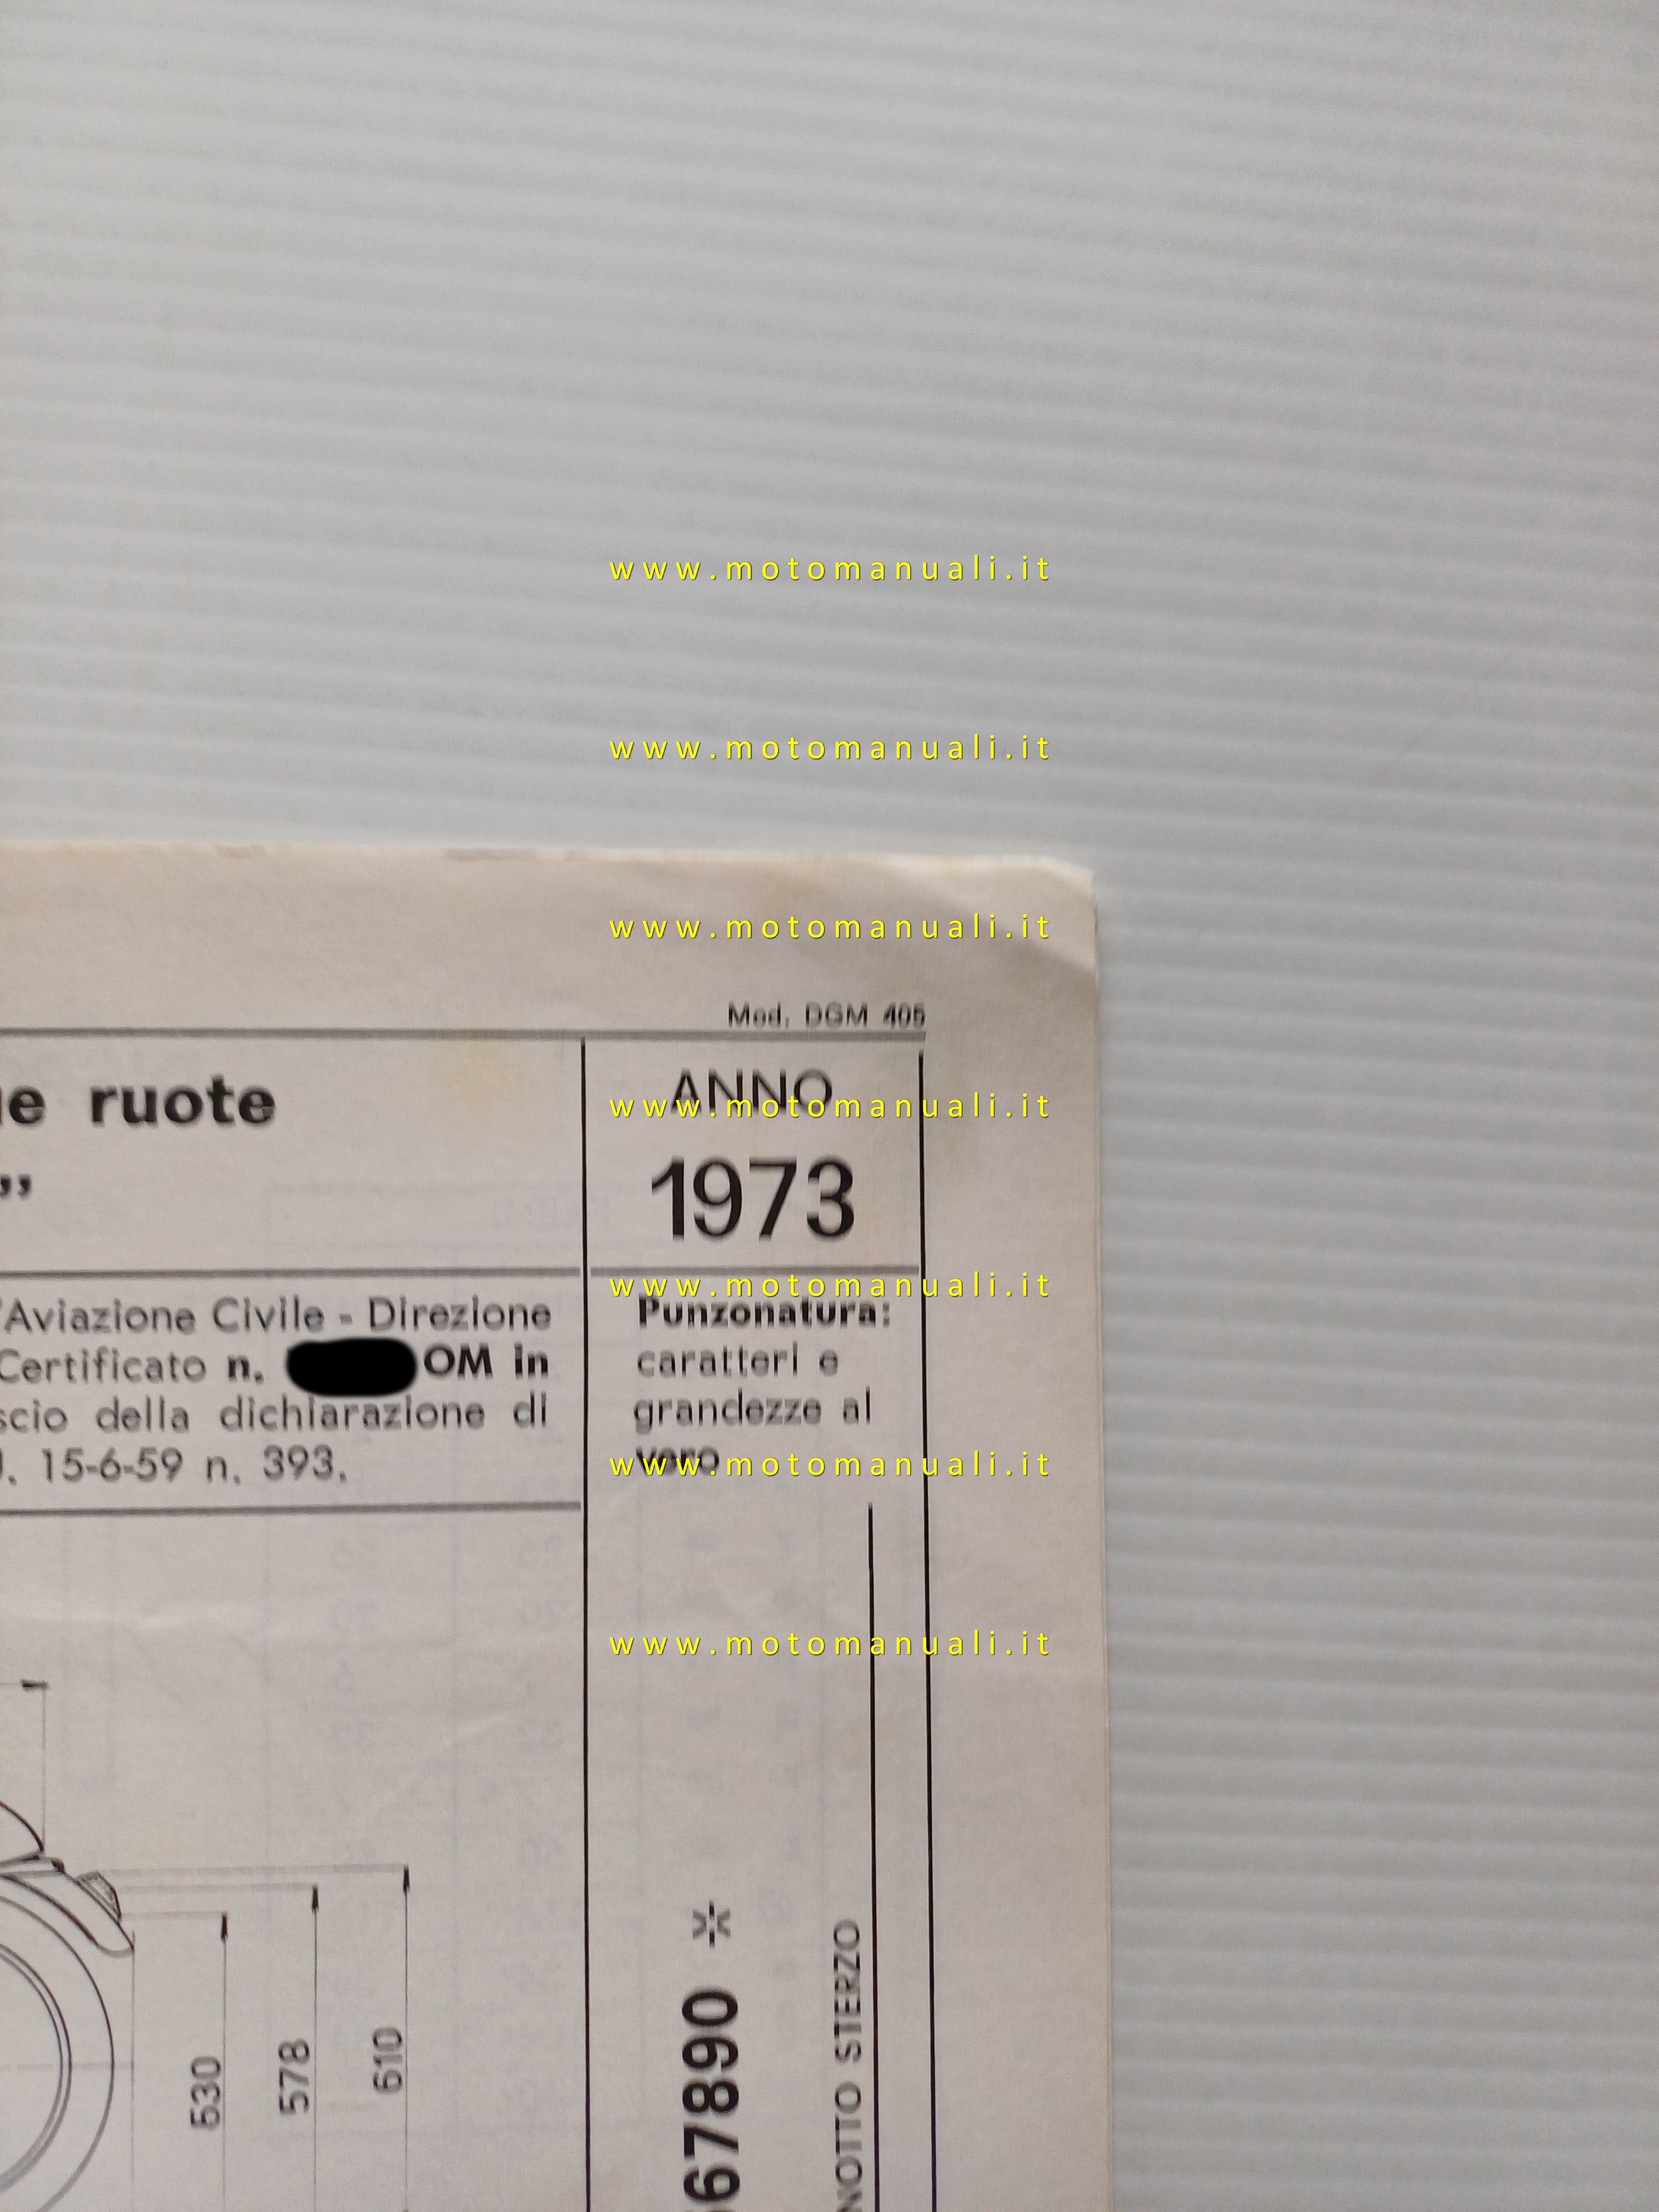 www.motomanuali.it
www.motomanuali.it
www.motomanuali.it
Mod. DGM 405
ruote
”
ANNO
www.motomanuali.it
1973
www.motomanuali.it
'Aviazione Civile - Direzione
Certificato n. OM in
scio della dichiarazione di
. 15-6-59 n. 393.
Punzonatura:
caratteri e
grandezze al
vero
www.motomanuali.it
www.motomanuali.it
530
578
610
67890 *
NOTTO STERZO